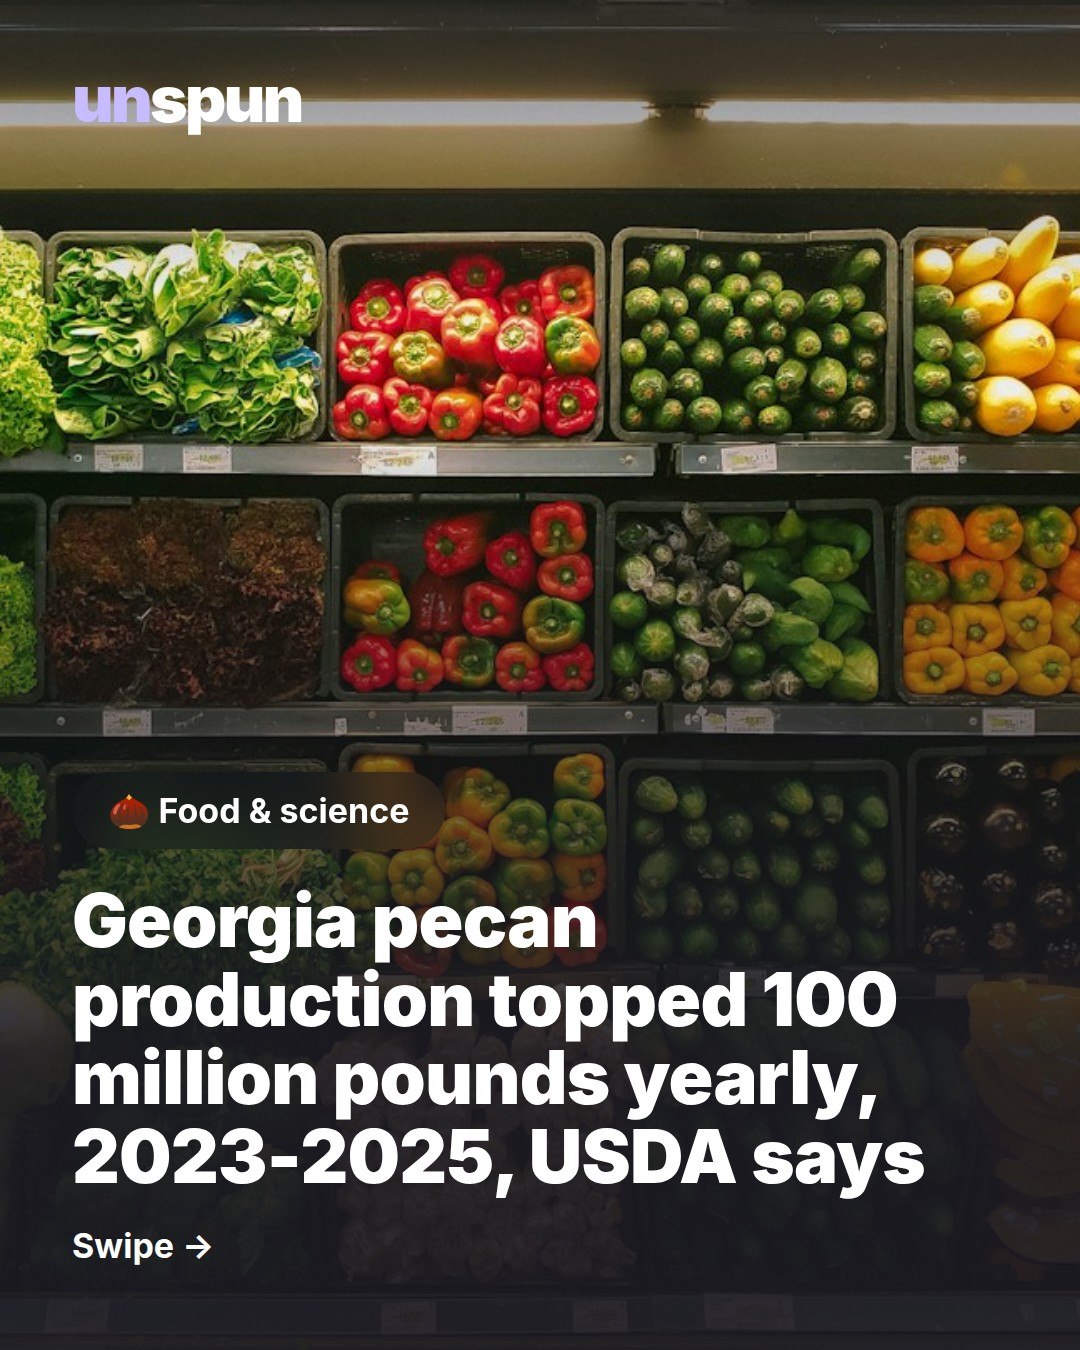 unspun
🌰 Food & science
Georgia pecan
production topped 100
million pounds yearly,
2023-2025, USDA says
Swipe →